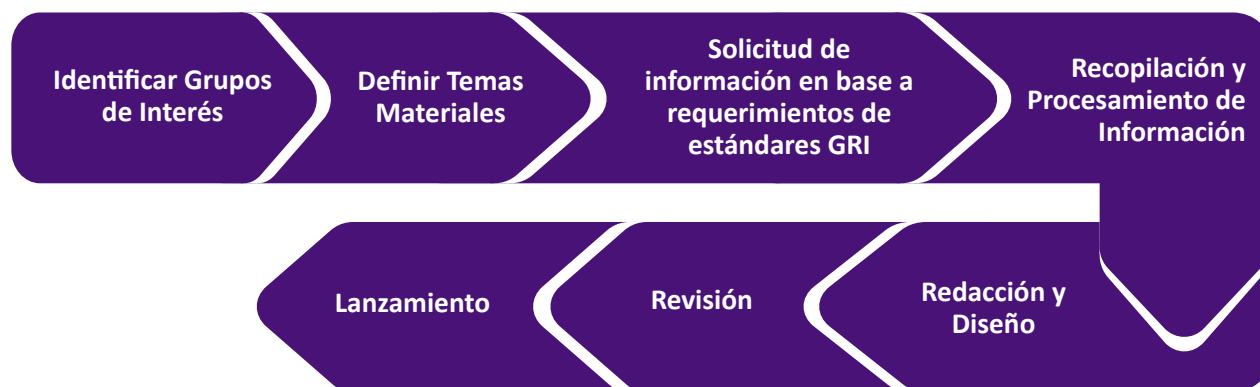 Identificar Grupos
de Interés
Definir Temas
Materiales
Solicitud de
información en base a
requerimientos de
estándares GRI
Recopilación y
Procesamiento de
Información
Redacción y
Diseño
Revisión
Lanzamiento